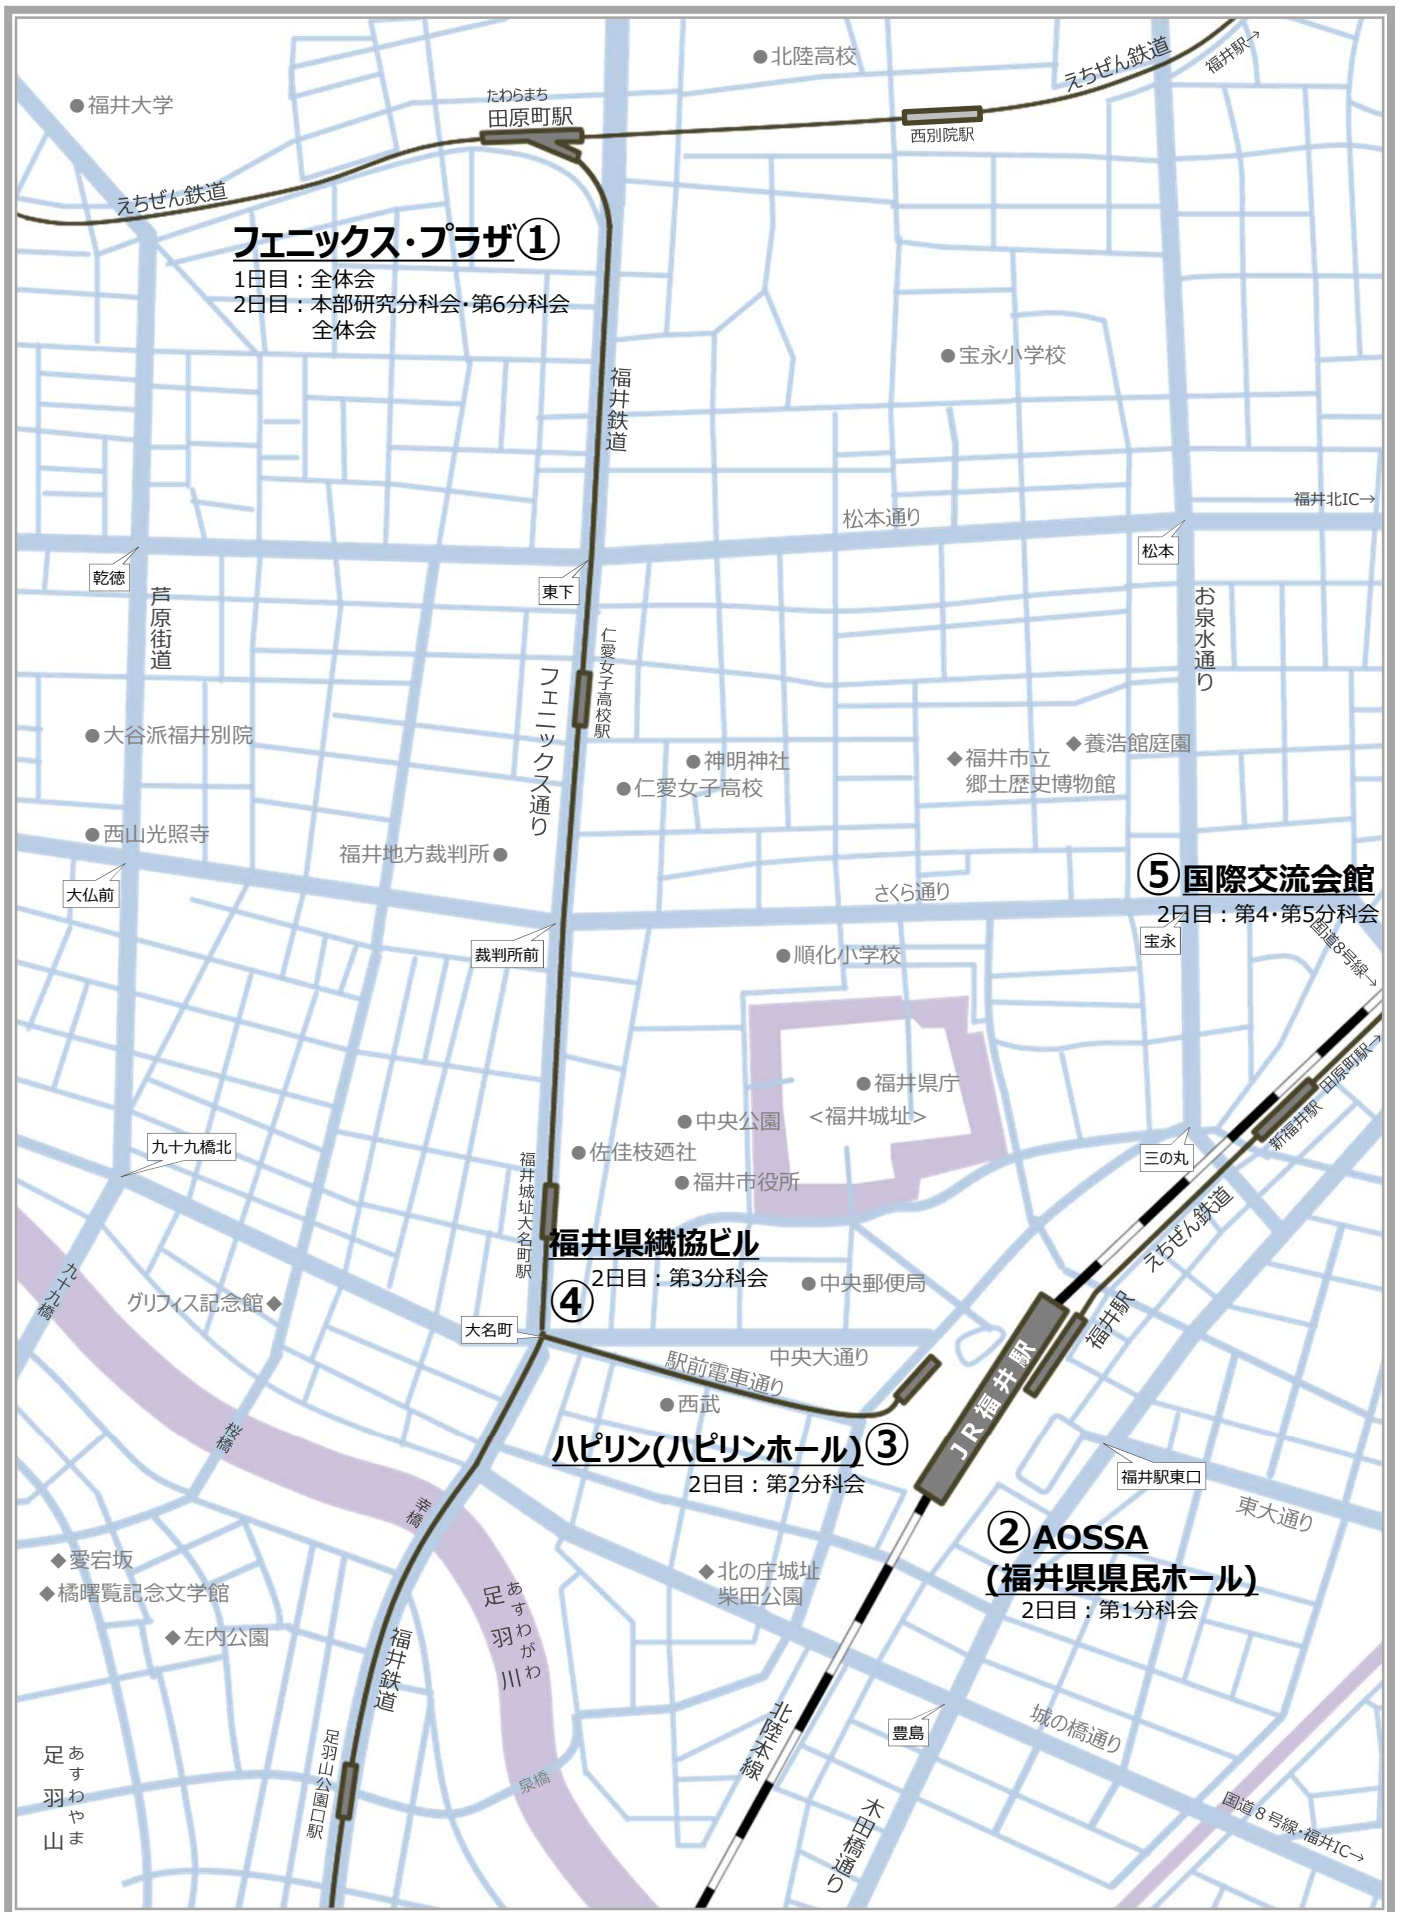 ●北陸高校
えちぜん鉄道
福井駅→
●福井大学
たわらまち
田原町駅
西別院駅
えちぜん鉄道
フェニックス・プラザ①
1日目：全体会
2日目：本部研究分科会・第6分科会
全体会
●宝永小学校
福井鉄道
福井北IC→
松本通り
松本
乾徳
東下
芦原街道
お泉水通り
仁愛女子高校駅
フェニックス通り
●大谷派福井別院
●神明神社
●仁愛女子高校
◆福井市立
郷土歴史博物館
◆養浩館庭園
●西山光照寺
福井地方裁判所●
大仏前
さくら通り
⑤国際交流会館
2日目：第4・第5分科会
宝永
国道8号線→
裁判所前
●順化小学校
●福井県庁
<福井城址>
田原町駅→
新福井駅
●中央公園
●佐佳枝廼社
●福井市役所
九十九橋北
三の丸
福井城址大名町駅
えちぜん鉄道
福井県繊協ビル
2日目：第3分科会
④
●中央郵便局
九十九橋
グリフィス記念館◆
大名町
福井駅
中央大通り
駅前電車通り
●西武
JR福井駅
ハピリン(ハピリンホール)③
2日目：第2分科会
桜橋
福井駅東口
東大通り
幸橋
②AOSSA
(福井県県民ホール)
2日目：第1分科会
◆愛宕坂
◆橘曙覧記念文学館
◆北の庄城址
柴田公園
◆左内公園
足羽川
あすわがわ
福井鉄道
北陸本線
豊島
城の橋通り
足羽山
あすわやま
足羽山公園口駅
泉橋
木田橋通り
国道８号線・福井IC→